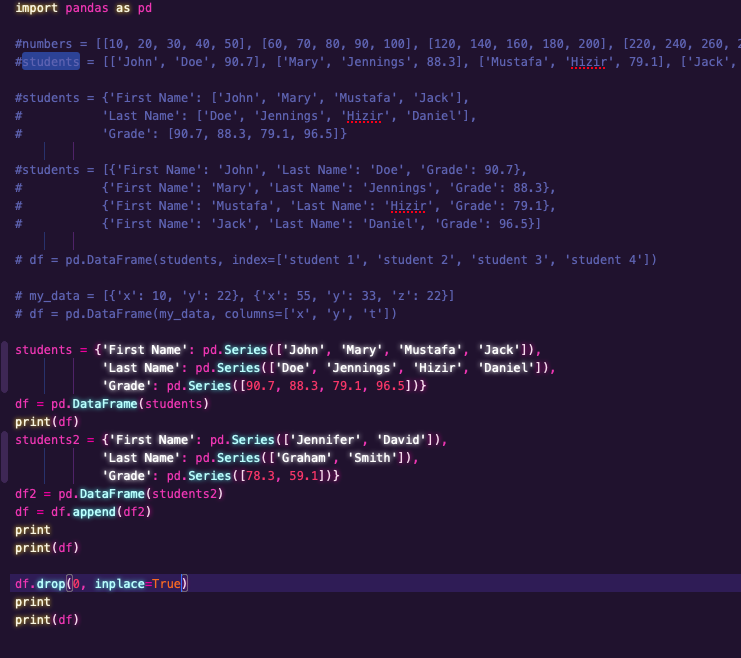 import pandas as pd
#numbers = [[10, 20, 30, 40, 50], [60, 70, 80, 90, 100], [120, 140, 160, 180, 200], [220, 240, 260,
#students = [['John', 'Doe', 90.7], ['Mary', 'Jennings', 88.3], ['Mustafa', 'Hizir', 79.1], ['Jack',
#students = {'First Name': ['John', 'Mary', 'Mustafa', 'Jack'],
#           'Last Name': ['Doe', 'Jennings', 'Hizir', 'Daniel'],
#           'Grade': [90.7, 88.3, 79.1, 96.5]}
#students = [{'First Name': 'John', 'Last Name': 'Doe', 'Grade': 90.7},
#           {'First Name': 'Mary', 'Last Name': 'Jennings', 'Grade': 88.3},
#           {'First Name': 'Mustafa', 'Last Name': 'Hizir', 'Grade': 79.1},
#           {'First Name': 'Jack', 'Last Name': 'Daniel', 'Grade': 96.5}]
# df = pd.DataFrame(students, index=['student 1', 'student 2', 'student 3', 'student 4'])
# my_data = [{'x': 10, 'y': 22}, {'x': 55, 'y': 33, 'z': 22}]
# df = pd.DataFrame(my_data, columns=['x', 'y', 't'])
students = {'First Name': pd.Series(['John', 'Mary', 'Mustafa', 'Jack']),
            'Last Name': pd.Series(['Doe', 'Jennings', 'Hizir', 'Daniel']),
            'Grade': pd.Series([90.7, 88.3, 79.1, 96.5])}
df = pd.DataFrame(students)
print(df)
students2 = {'First Name': pd.Series(['Jennifer', 'David']),
            'Last Name': pd.Series(['Graham', 'Smith']),
            'Grade': pd.Series([78.3, 59.1])}
df2 = pd.DataFrame(students2)
df = df.append(df2)
print
print(df)
df.drop(0, inplace=True)
print
print(df)